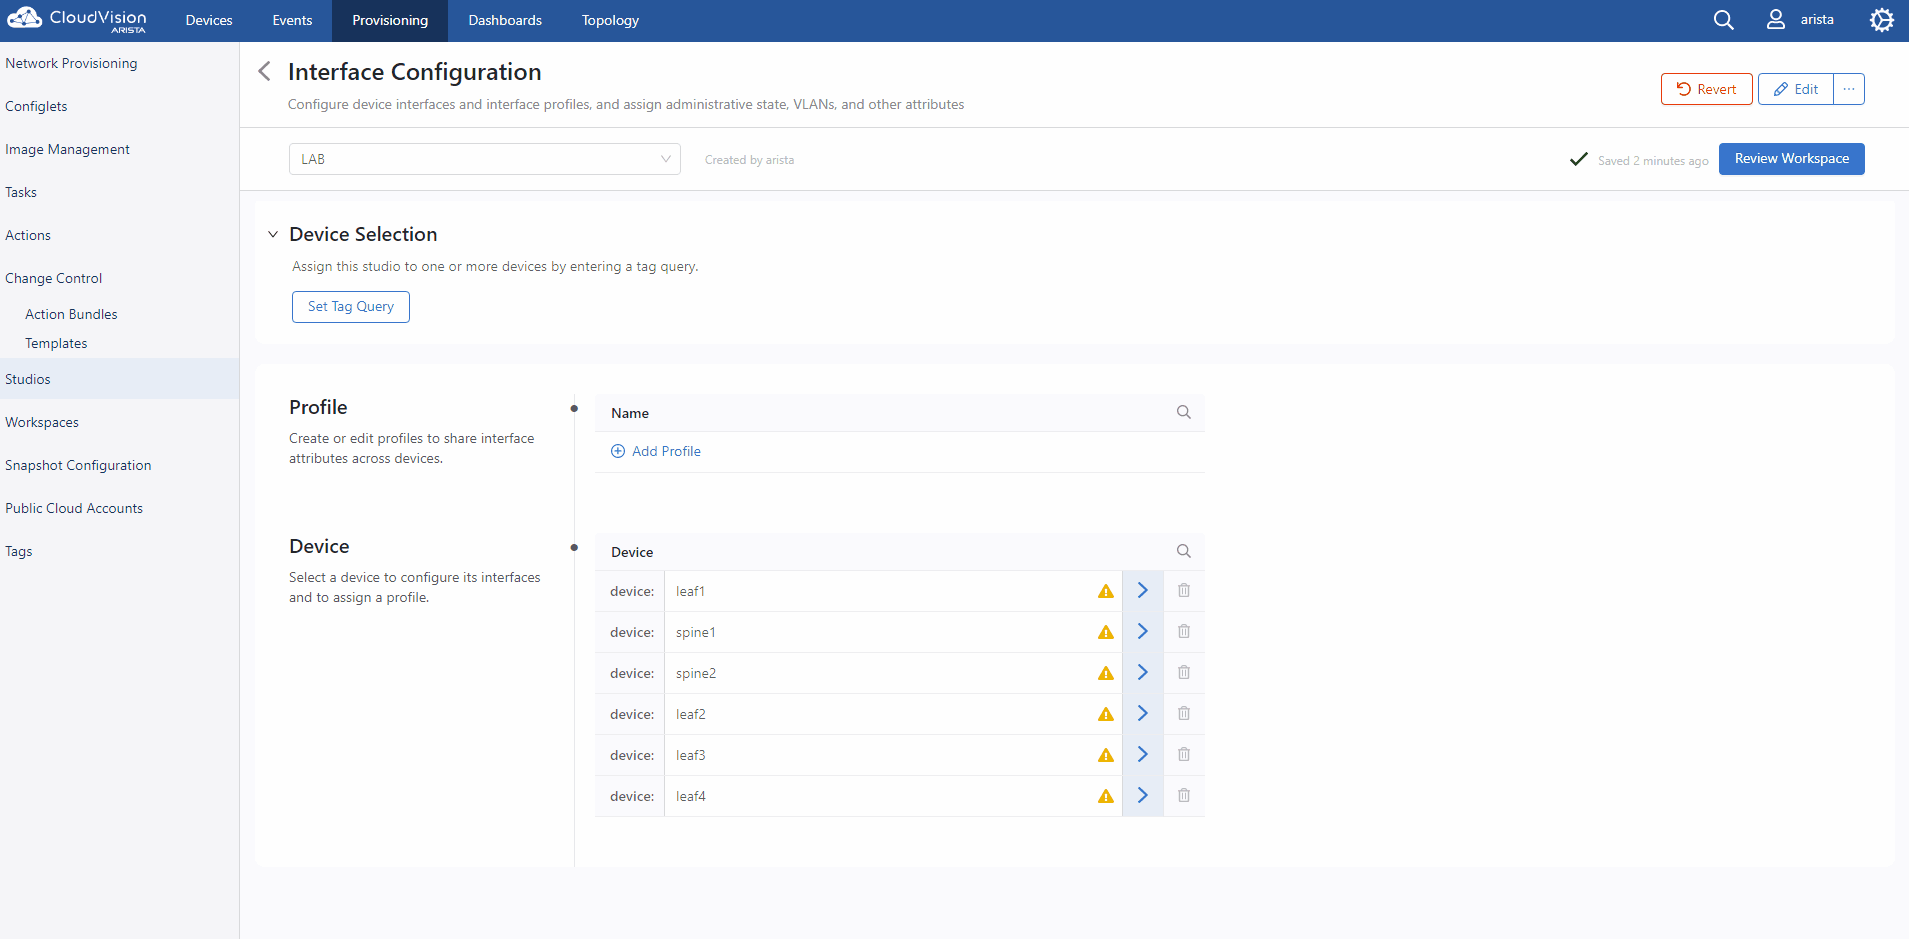 CloudVision
ARISTA
Devices
Events
Provisioning
Dashboards
Topology
arista
Network Provisioning
Configlets
Image Management
Tasks
Actions
Change Control
Action Bundles
Templates
Studios
Workspaces
Snapshot Configuration
Public Cloud Accounts
Tags
Interface Configuration
Configure device interfaces and interface profiles, and assign administrative state, VLANs, and other attributes
Revert
Edit
...
LAB
Created by arista
Saved 2 minutes ago
Review Workspace
Device Selection
Assign this studio to one or more devices by entering a tag query.
Set Tag Query
Profile
Create or edit profiles to share interface
attributes across devices.
Name
Add Profile
Device
Select a device to configure its interfaces
and to assign a profile.
Device
device: leaf1
device: spine1
device: spine2
device: leaf2
device: leaf3
device: leaf4